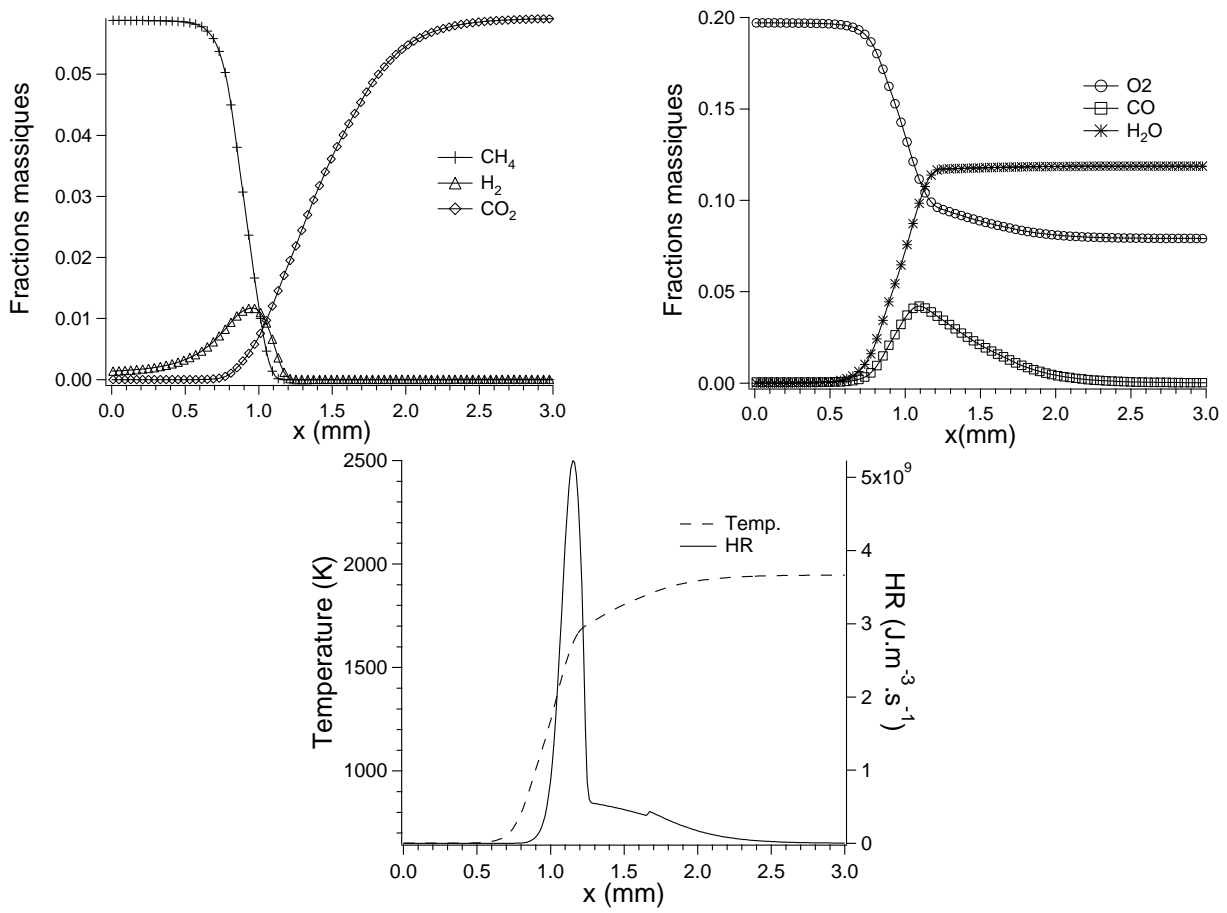 Fractions massiques
0.05
0.04
0.03
0.02
0.01
0.00
CH4
H2
CO2
0.0 0.5 1.0 1.5 2.0 2.5 3.0
x (mm)
Fractions massiques
0.20
0.15
0.10
0.05
0.00
O2
CO
H2O
0.0 0.5 1.0 1.5 2.0 2.5 3.0
x(mm)
Temperature (K)
2500
2000
1500
1000
Temp.
HR
5x10^9
4
3
2
1
0
HR (J.m^-3.s^-1)
0.0 0.5 1.0 1.5 2.0 2.5 3.0
x (mm)